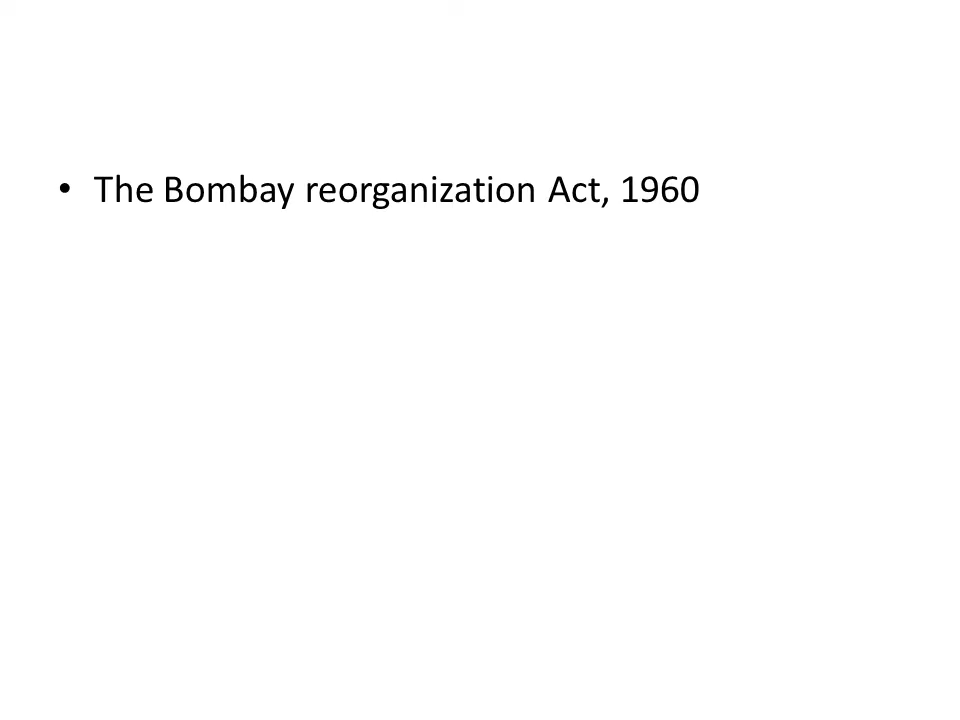 • The Bombay reorganization Act, 1960